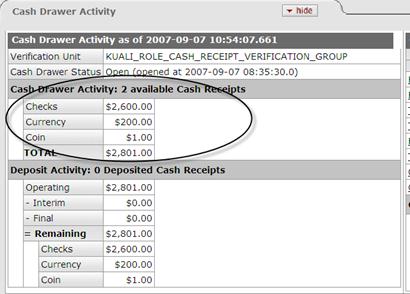 Cash Drawer Activity
hide
Cash Drawer Activity as of 2007-09-07 10:54:07.661
Verification Unit KUALI_ROLE_CASH_RECEIPT_VERIFICATION_GROUP
Cash Drawer Status Open (opened at 2007-09-07 08:35:30.0)
Cash Drawer Activity: 2 available Cash Receipts
Checks $2,600.00
Currency $200.00
Coin $1.00
TOTAL $2,801.00
Deposit Activity: 0 Deposited Cash Receipts
Operating $2,801.00
- Interim $0.00
- Final $0.00
= Remaining $2,801.00
Checks $2,600.00
Currency $200.00
Coin $1.00